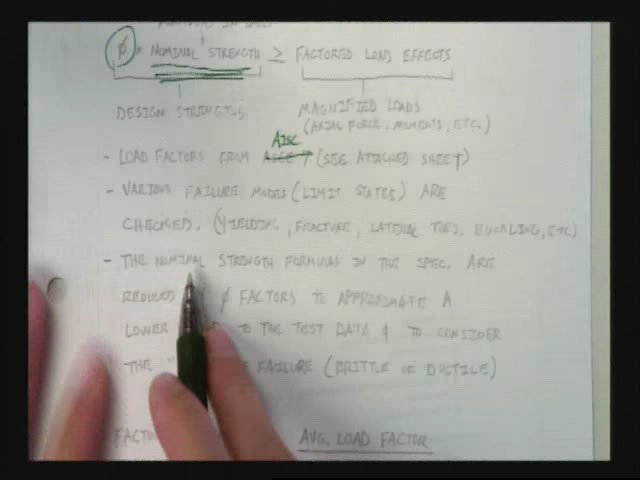 φ × NOMINAL STRENGTH ≥ FACTORED LOAD EFFECTS
DESIGN STRENGTHS MAGNIFIED LOADS
(AXIAL FORCE, MOMENTS, ETC.)
AISC
- LOAD FACTORS FROM ASCE 7 (SEE ATTACHED SHEET)
- VARIOUS FAILURE MODES (LIMIT STATES) ARE
CHECKED. (YIELDING, FRACTURE, LATERAL BUCKLING, ETC)
- THE NOMINAL STRENGTH FORMULAS IN THE SPEC. ARE
REDUCED φ FACTORS TO APPROXIMATE A
LOWER TO THE TEST DATA & TO CONSIDER
THE FAILURE (BRITTLE OR DUCTILE)
AVG. LOAD FACTOR